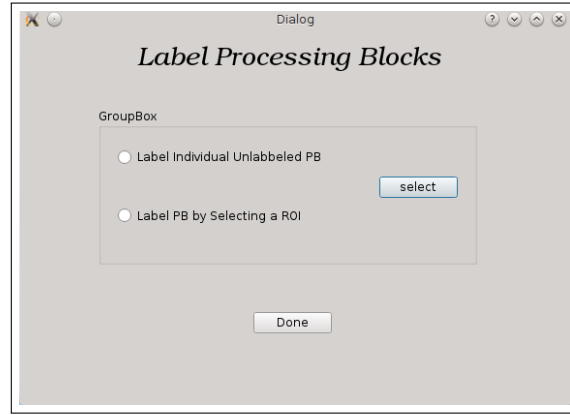 Dialog
Label Processing Blocks
GroupBox
Label Individual Unlabbeled PB
select
Label PB by Selecting a ROI
Done